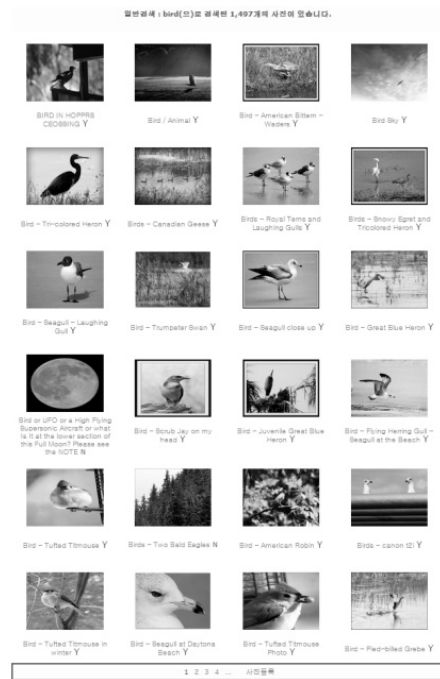 일반검색 : bird(으)로 검색된 1,497개의 사진이 있습니다.
BIRD IN HOPPRS
CEOSSING Y
Bird / Animal Y
Bird - American Bittern -
Waders Y
Bird Sky Y
Bird - Tri-colored Heron Y
Birds - Canadian Geese Y
Birds - Royal Terns and
Laughing Gulls Y
Birds - Snowy Egret and
Tricolored Heron Y
Bird - Seagull - Laughing
Gull Y
Bird - Trumpeter Swan Y
Bird - Seagull close up Y
Bird - Great Blue Heron Y
Bird or UFO or a High Flying
Supersonic Aircraft or what
is it at the lower section of
this Full Moon? Please see
the NOTE N
Bird - Scrub Jay on my
head Y
Bird - Juvenile Great Blue
Heron Y
Bird - Flying Herring Gull -
Seagull at the Beach Y
Bird - Tufted Titmouse Y
Birds - Two Bald Eagles N
Bird - American Robin Y
Birds - canon t2i Y
Bird - Tufted Titmouse in
winter Y
Bird - Seagull at Daytona
Beach Y
Bird - Tufted Titmouse
Photo Y
Bird - Pied-billed Grebe Y
1 2 3 4 ... 사진목록